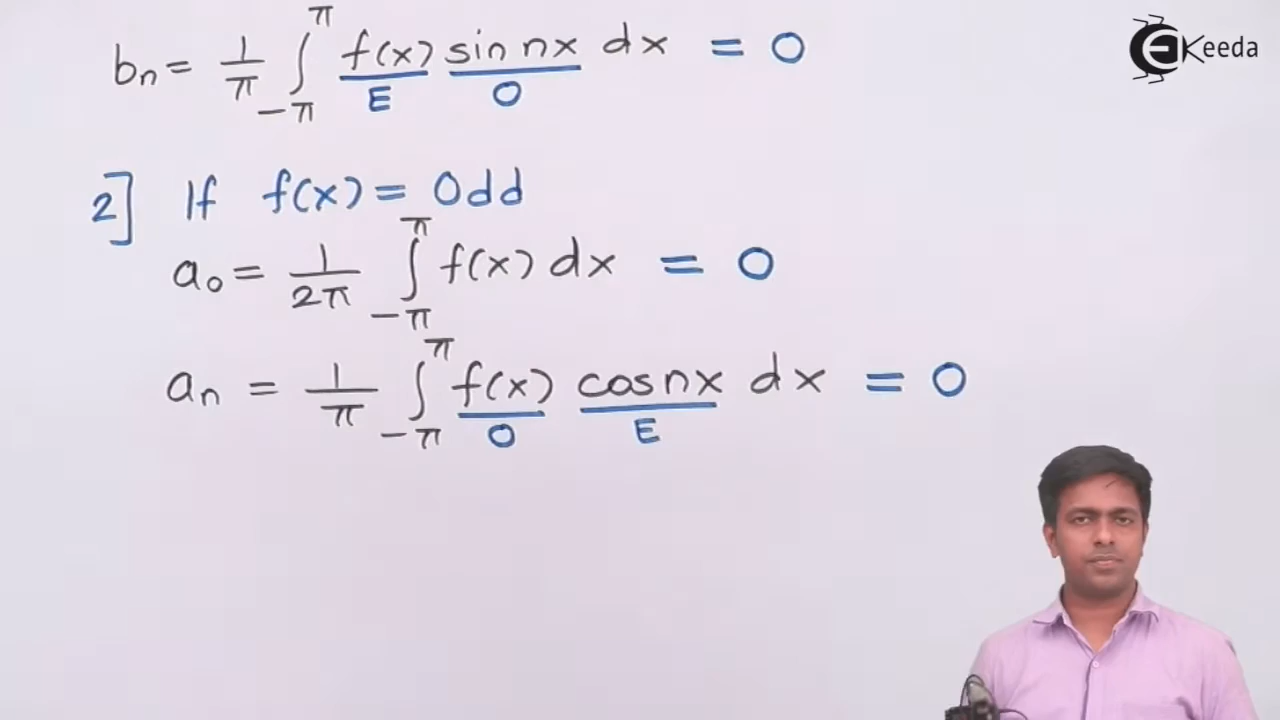 Keeda
bn = 1/π ∫_{-π}^{π} f(x) sin nx dx = 0
E O
2] If f(x) = Odd
a0 = 1/2π ∫_{-π}^{π} f(x) dx = 0
an = 1/π ∫_{-π}^{π} f(x) cos nx dx = 0
O E